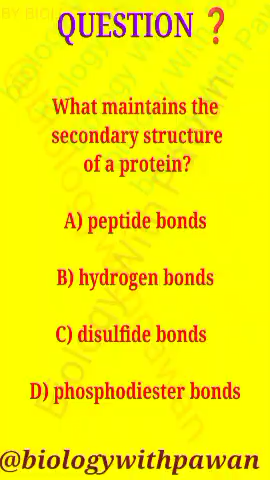 QUESTION ❓
What maintains the
secondary structure
of a protein?
A) peptide bonds
B) hydrogen bonds
C) disulfide bonds
D) phosphodiester bonds
@biologywithpawan